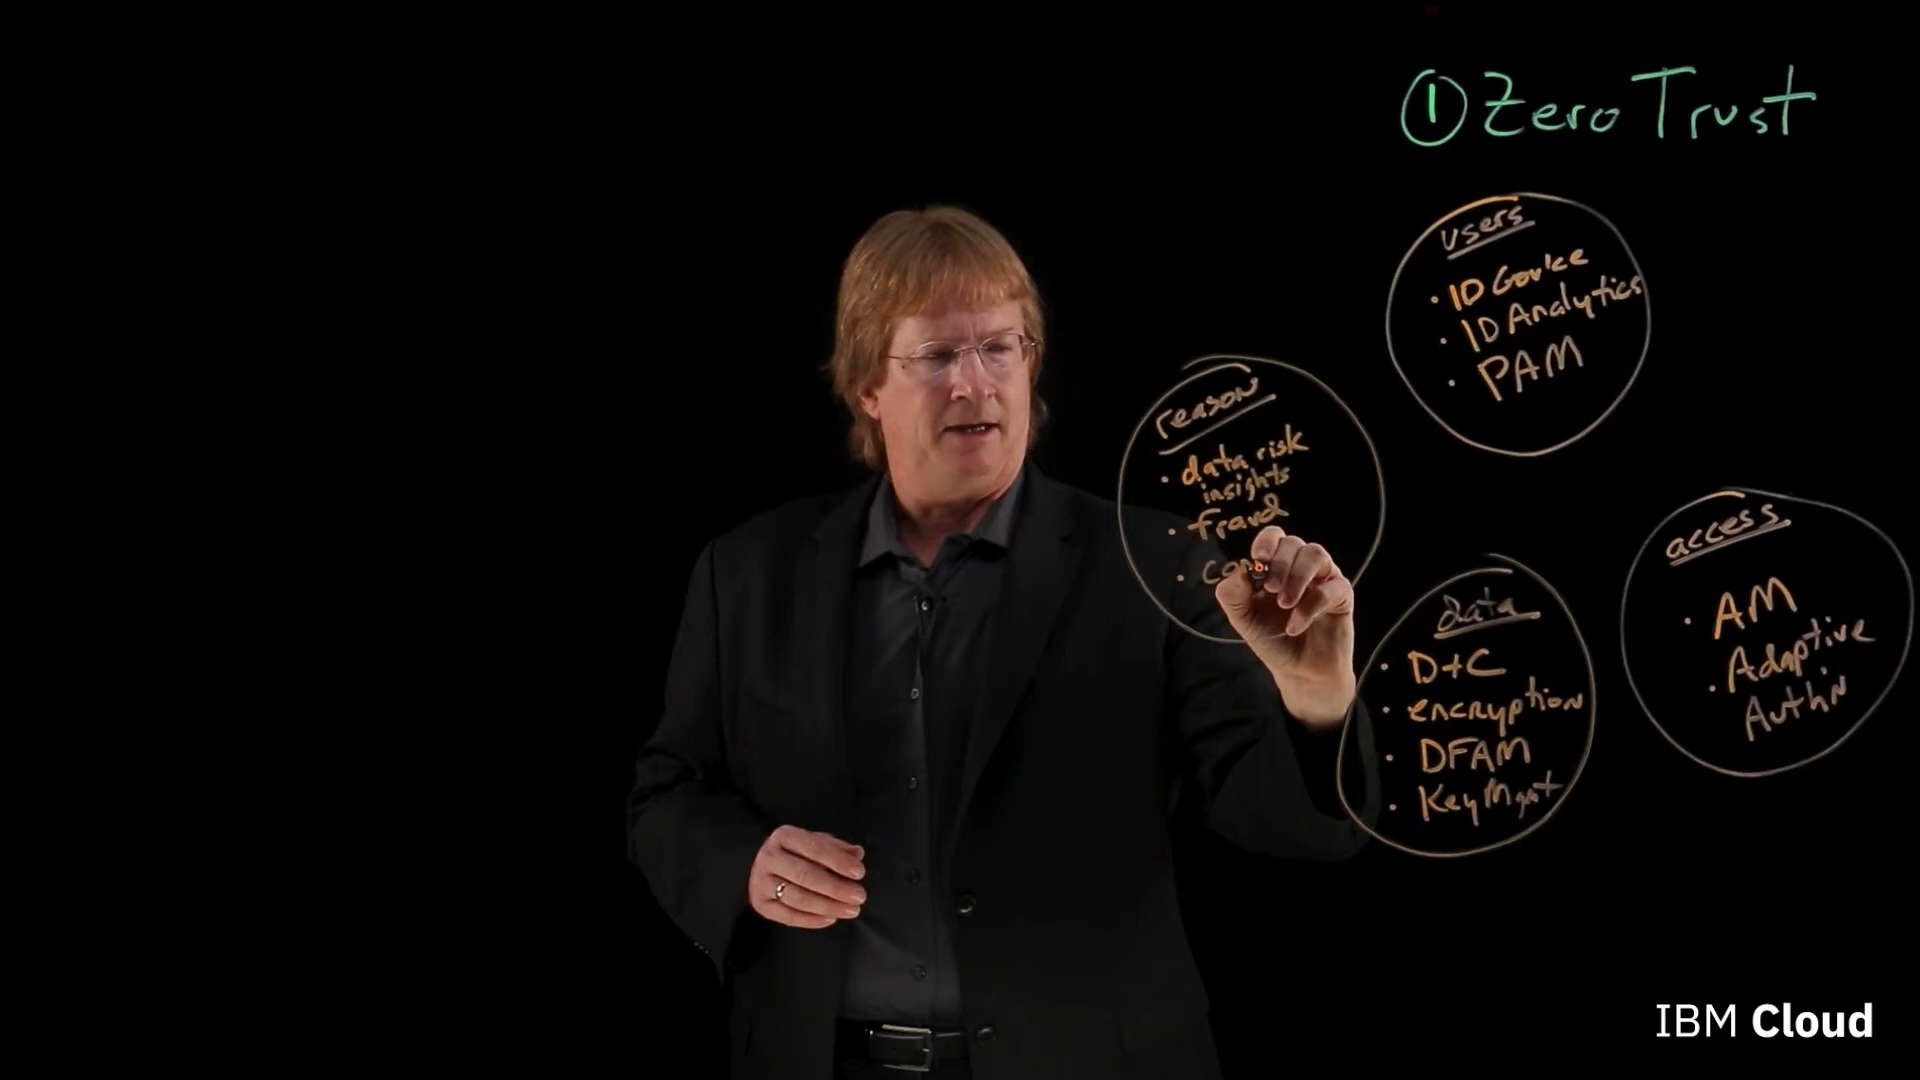 ① Zero Trust
users
• ID Gov'ce
• ID Analytics
• PAM
reason
• data risk
insights
• fraud
•
data
• D+C
• encryption
• DFAM
• Key Mgmt
access
• AM
• Adaptive
Authn
IBM Cloud